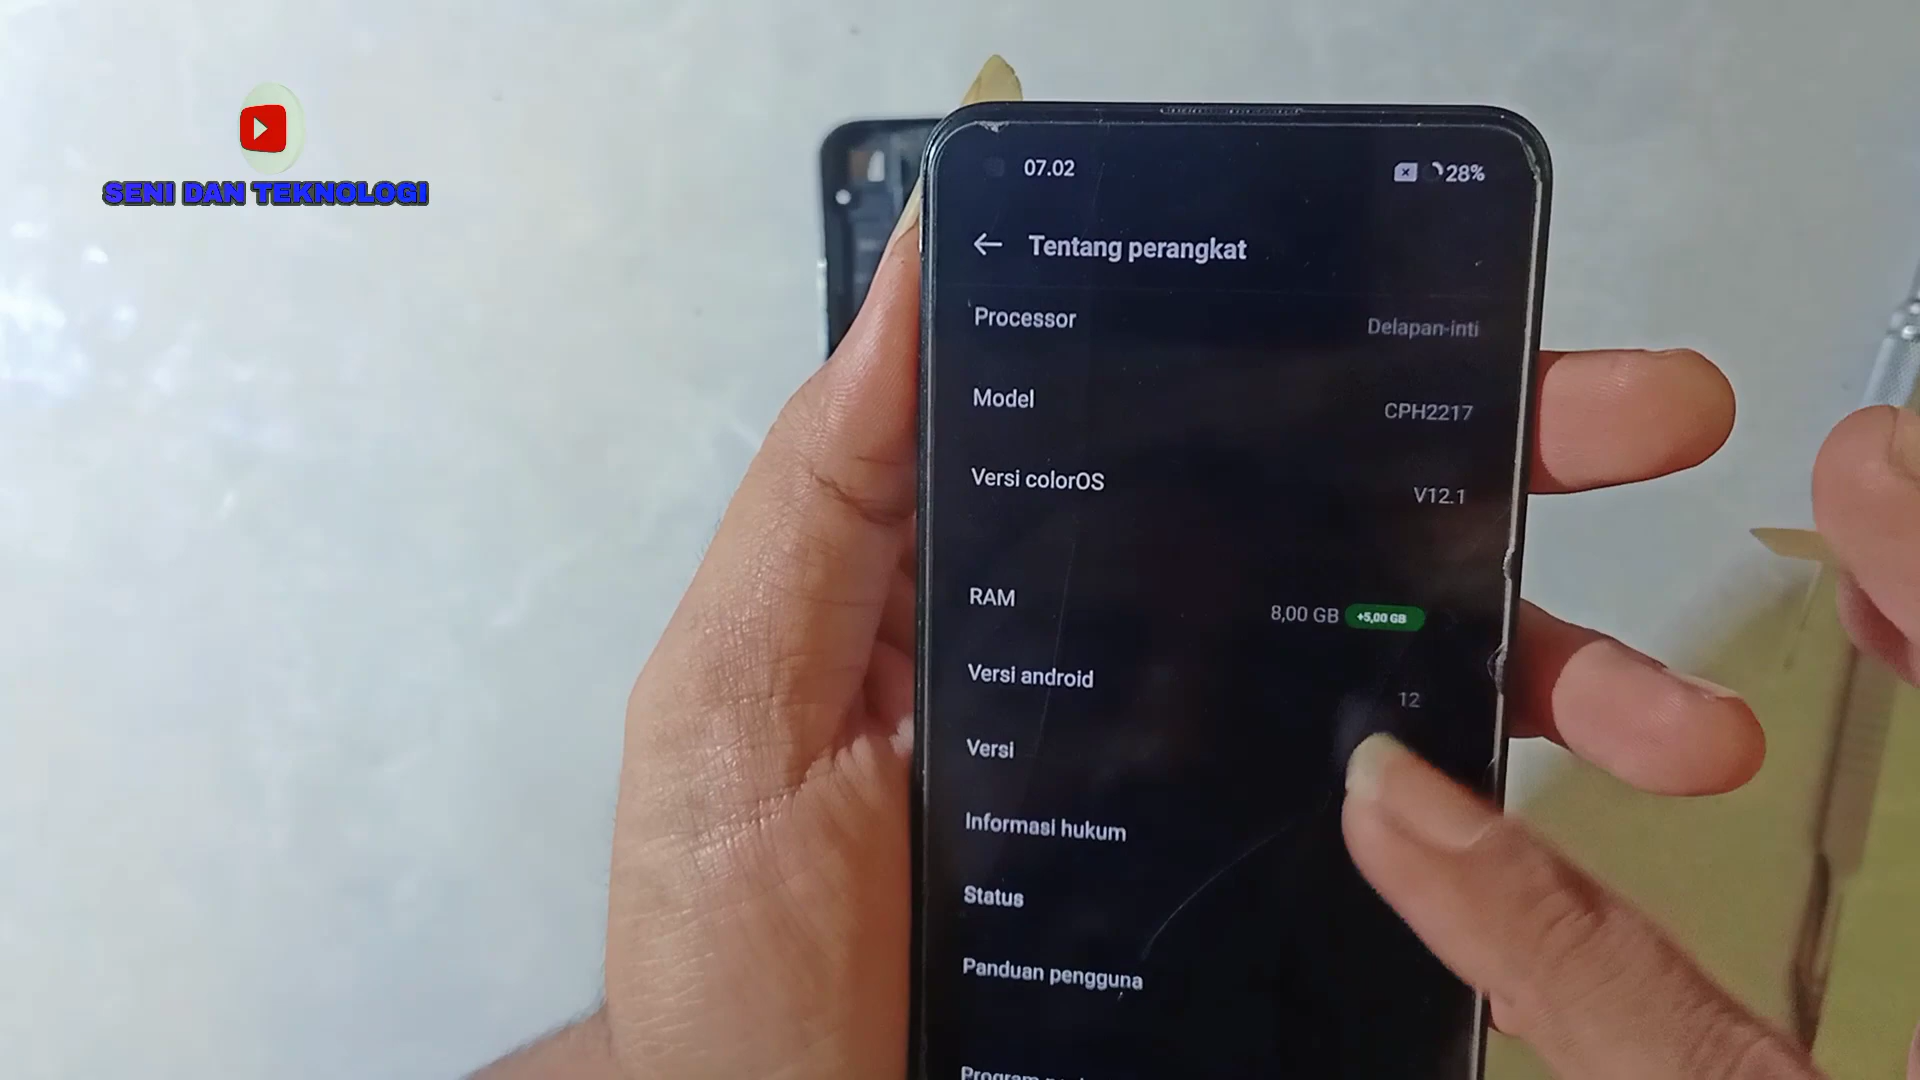 SENI DAN TEKNOLOGI
07.02
28%
Tentang perangkat
Processor Delapan-inti
Model CPH2217
Versi colorOS V12.1
RAM 8,00 GB +5,00 GB
Versi android 12
Versi
Informasi hukum
Status
Panduan pengguna
Program